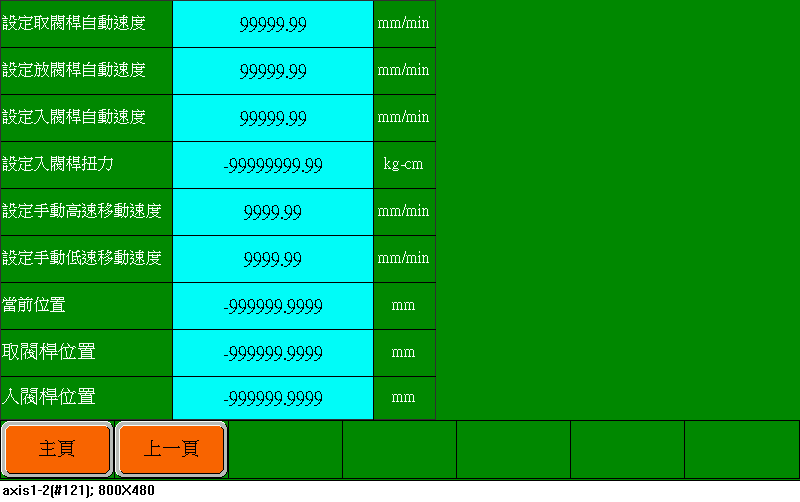 設定取閥桿自動速度 99999.99 mm/min
設定放閥桿自動速度 99999.99 mm/min
設定入閥桿自動速度 99999.99 mm/min
設定入閥桿扭力 -99999999.99 kg-cm
設定手動高速移動速度 9999.99 mm/min
設定手動低速移動速度 9999.99 mm/min
當前位置 -999999.9999 mm
取閥桿位置 -999999.9999 mm
入閥桿位置 -999999.9999 mm
主頁 上一頁
axis1-2(#121); 800X480